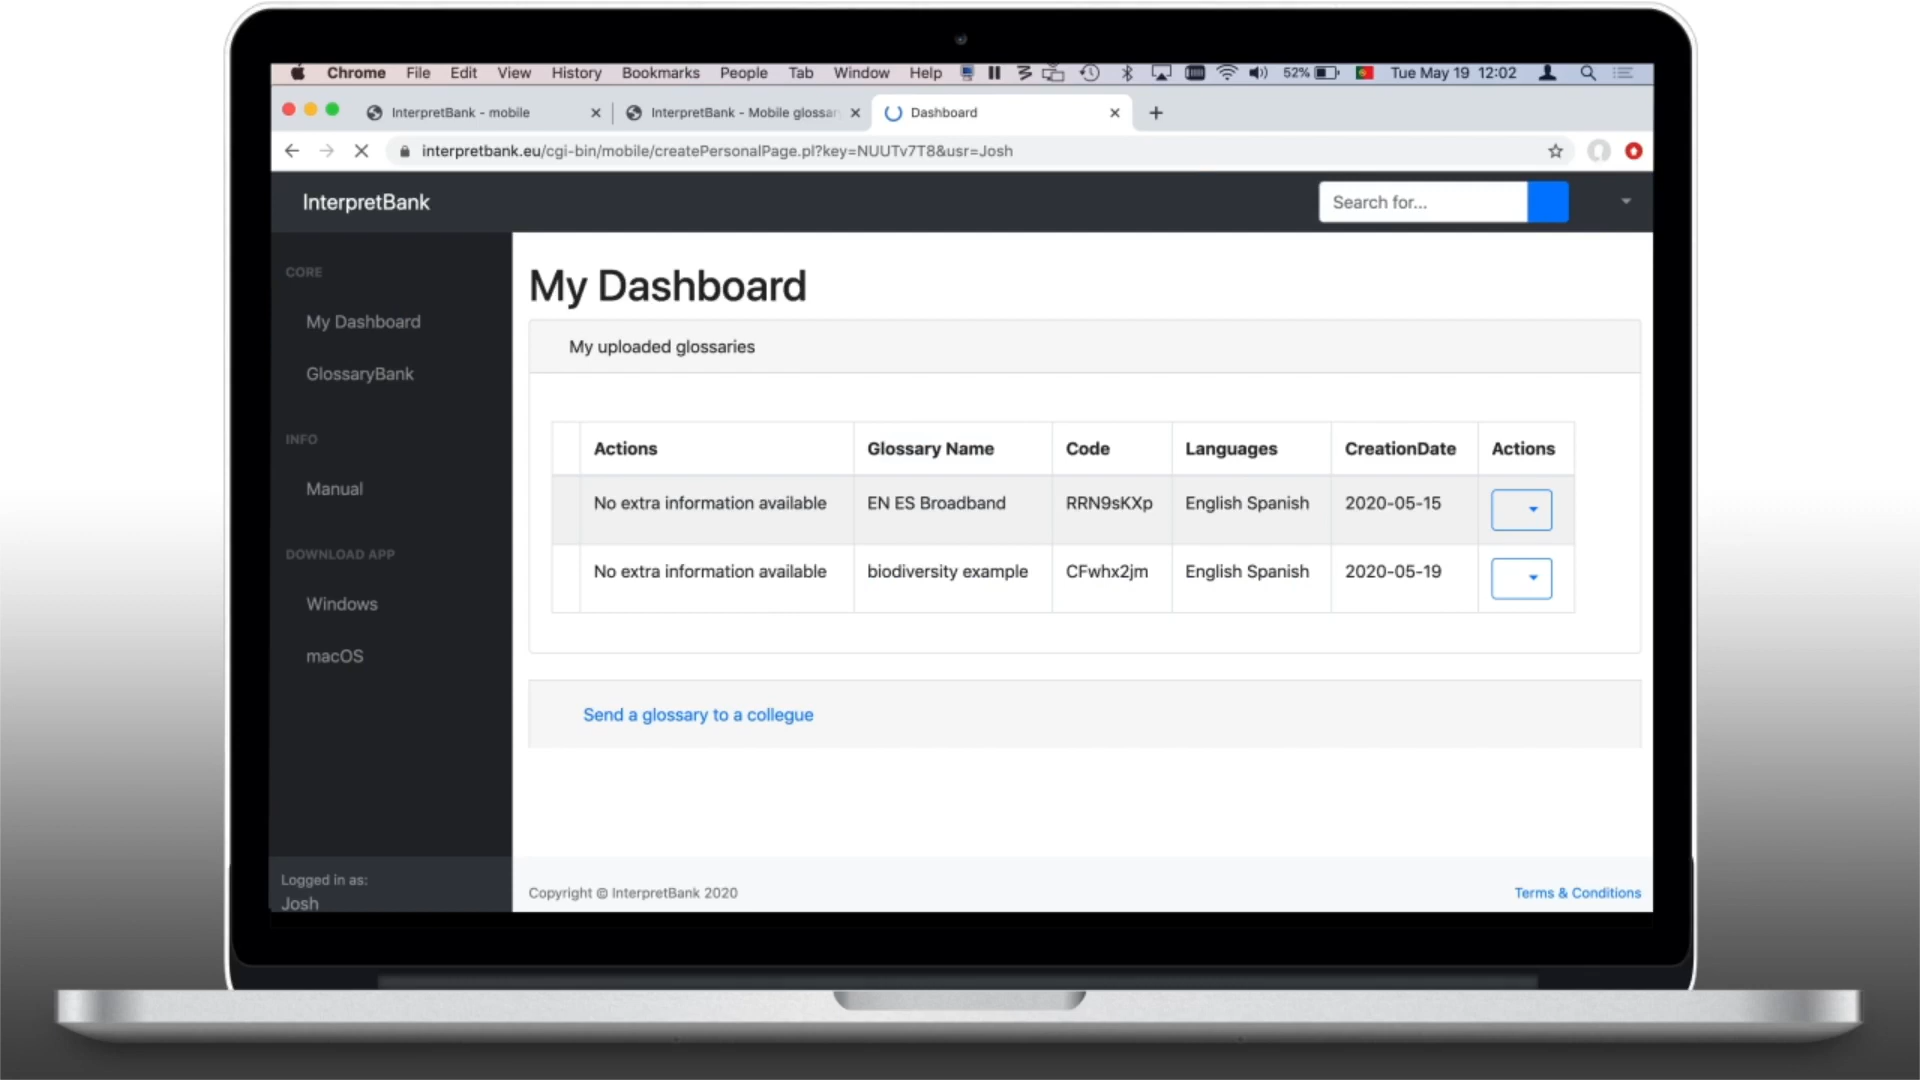 Chrome File Edit View History Bookmarks People Tab Window Help 52% Tue May 19 12:02
InterpretBank - mobile InterpretBank - Mobile glossar Dashboard
interpretbank.eu/cgi-bin/mobile/createPersonalPage.pl?key=NUUTv7T8&usr=Josh
InterpretBank Search for...
CORE
My Dashboard
GlossaryBank
INFO
Manual
DOWNLOAD APP
Windows
macOS
Logged in as:
Josh
My Dashboard
My uploaded glossaries
Actions Glossary Name Code Languages CreationDate Actions
No extra information available EN ES Broadband RRN9sKXp English Spanish 2020-05-15
No extra information available biodiversity example CFwhx2jm English Spanish 2020-05-19
Send a glossary to a collegue
Copyright © InterpretBank 2020 Terms & Conditions